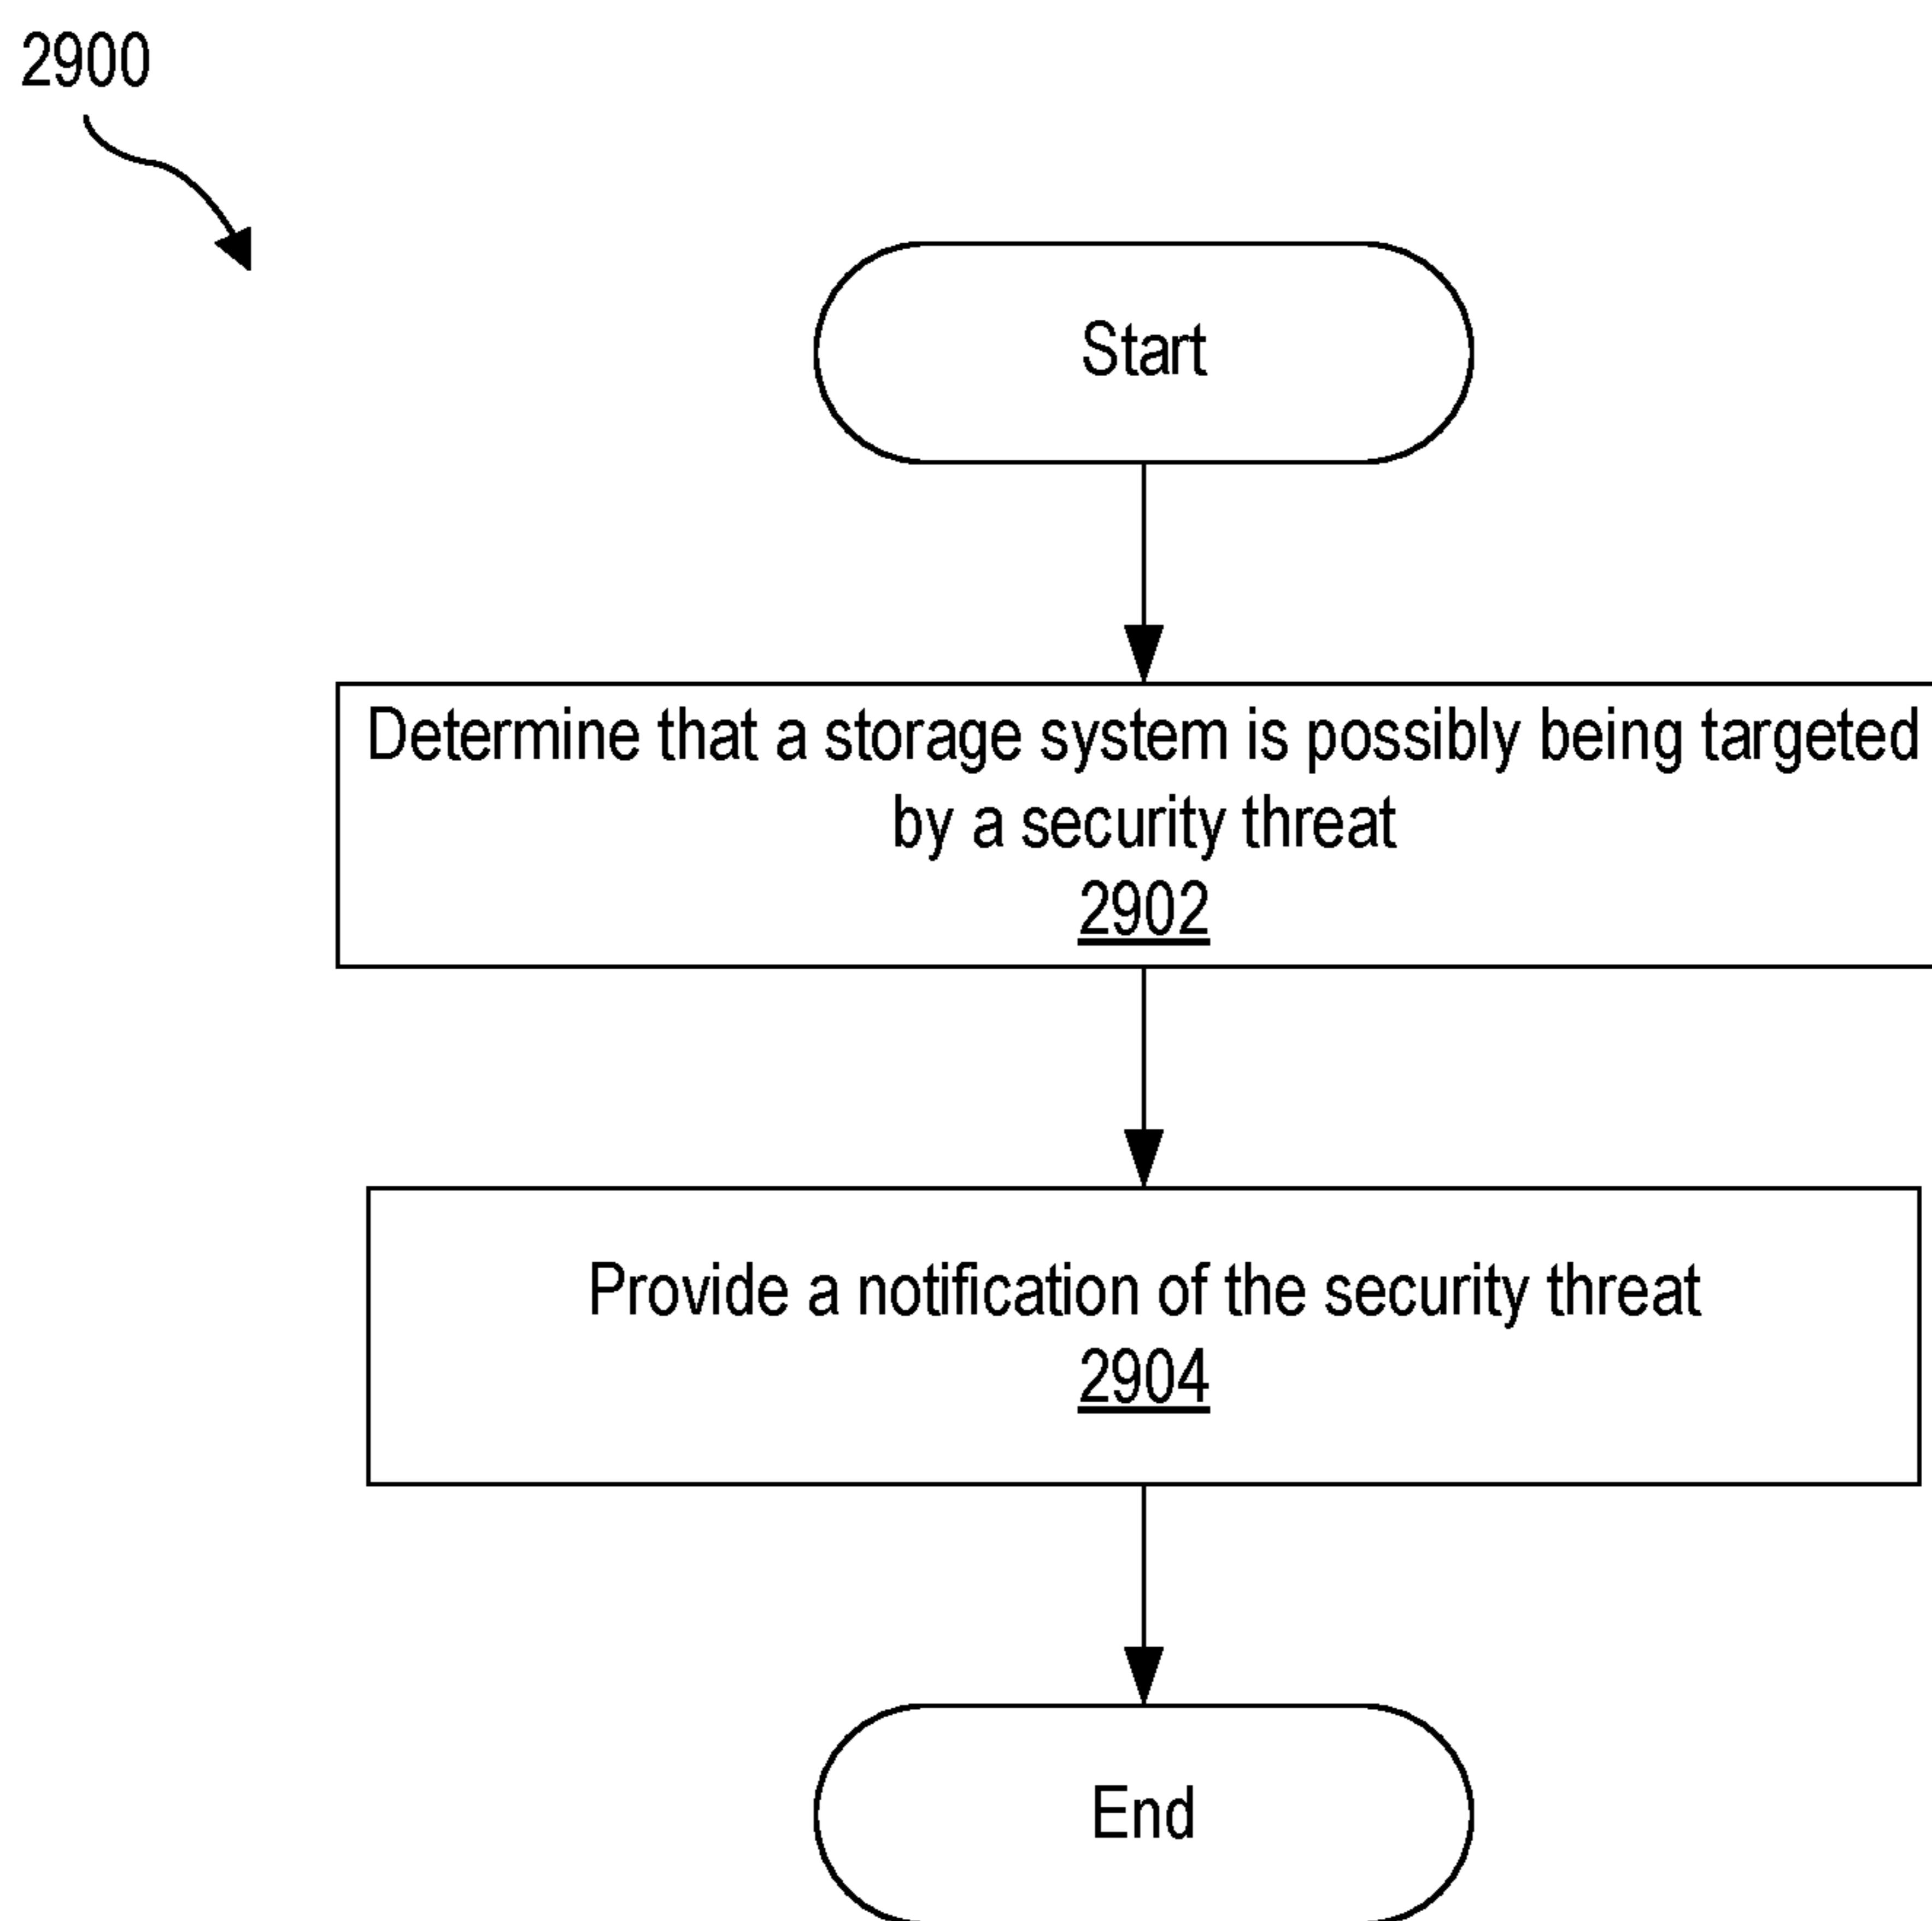 2900
Start
Determine that a storage system is possibly being targeted
by a security threat
2902
Provide a notification of the security threat
2904
End